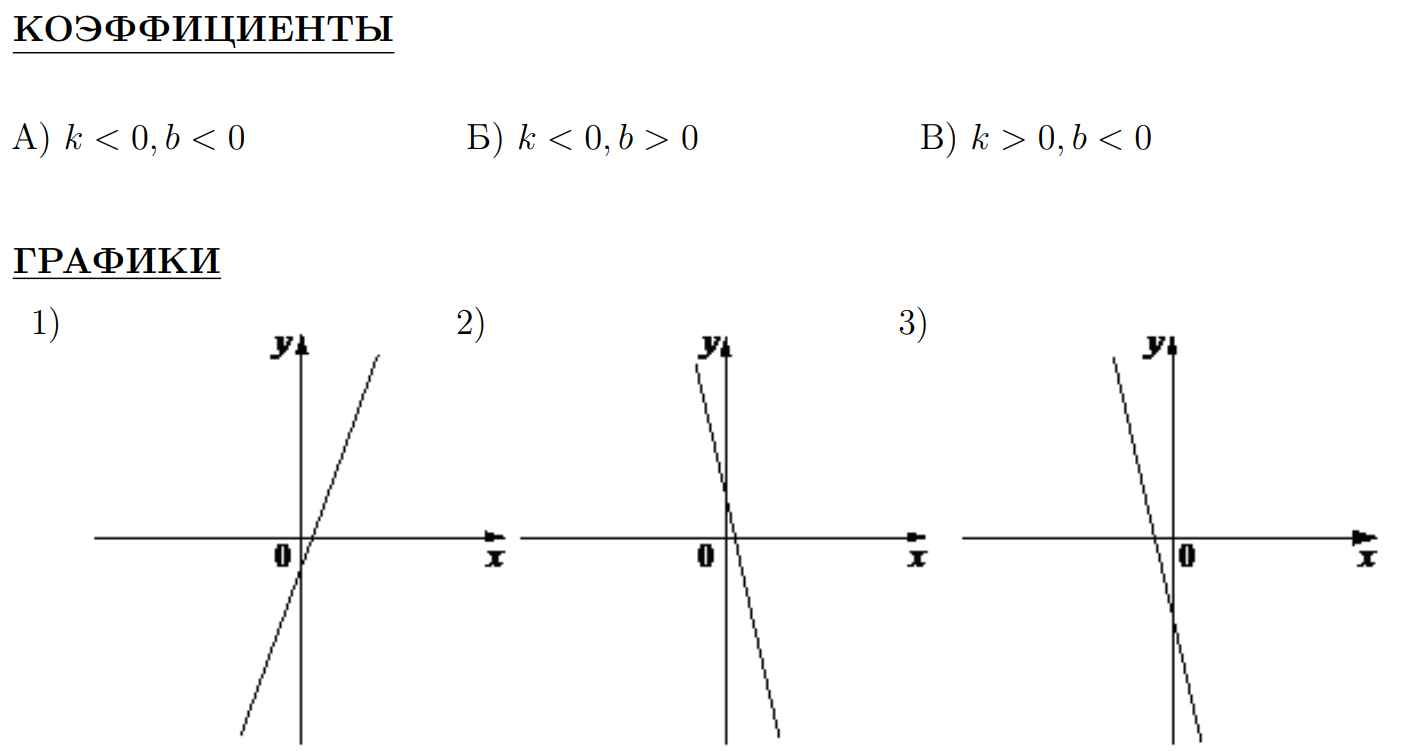 КОЭФФИЦИЕНТЫ
А) k < 0, b < 0 Б) k < 0, b > 0 В) k > 0, b < 0
ГРАФИКИ
1) 2) 3)
y y y
0 0 0
x x x